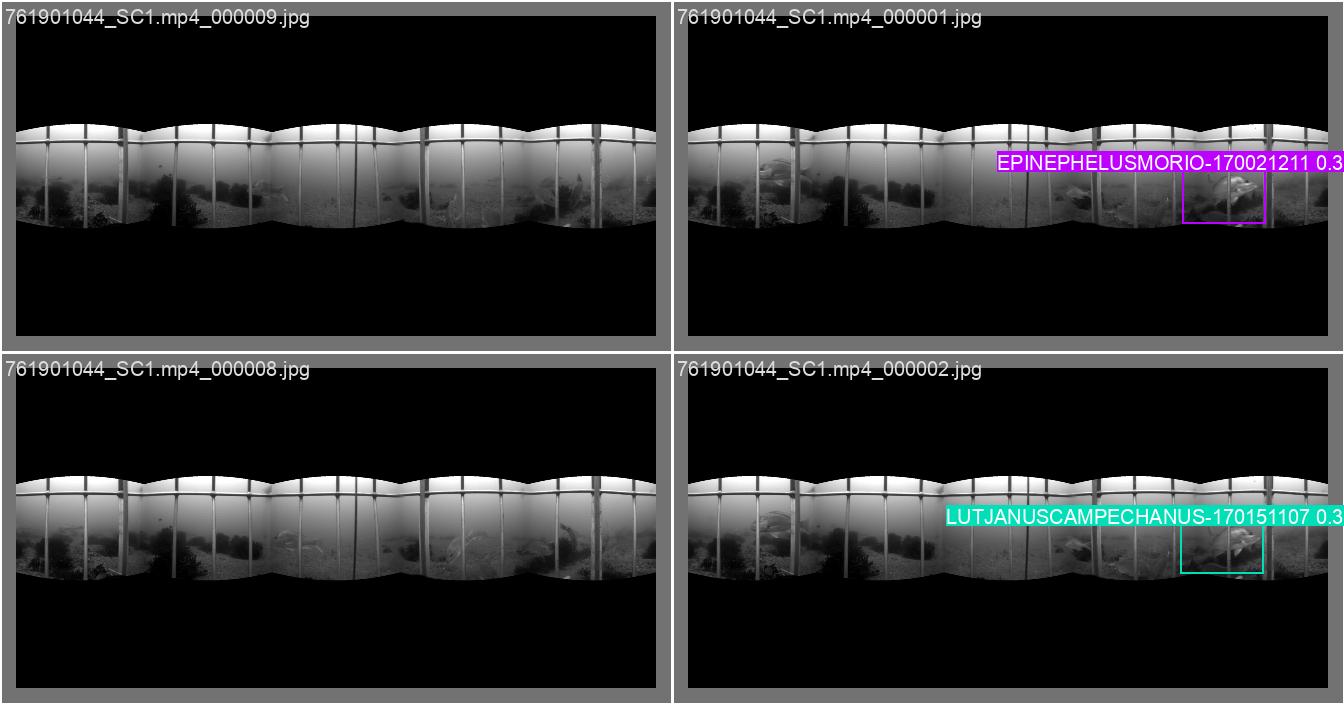 761901044_SC1.mp4_000009.jpg
761901044_SC1.mp4_000001.jpg
EPINEPHELUSMORIO-170021211 0.3
761901044_SC1.mp4_000008.jpg
761901044_SC1.mp4_000002.jpg
LUTJANUSCAMPECHANUS-170151107 0.3